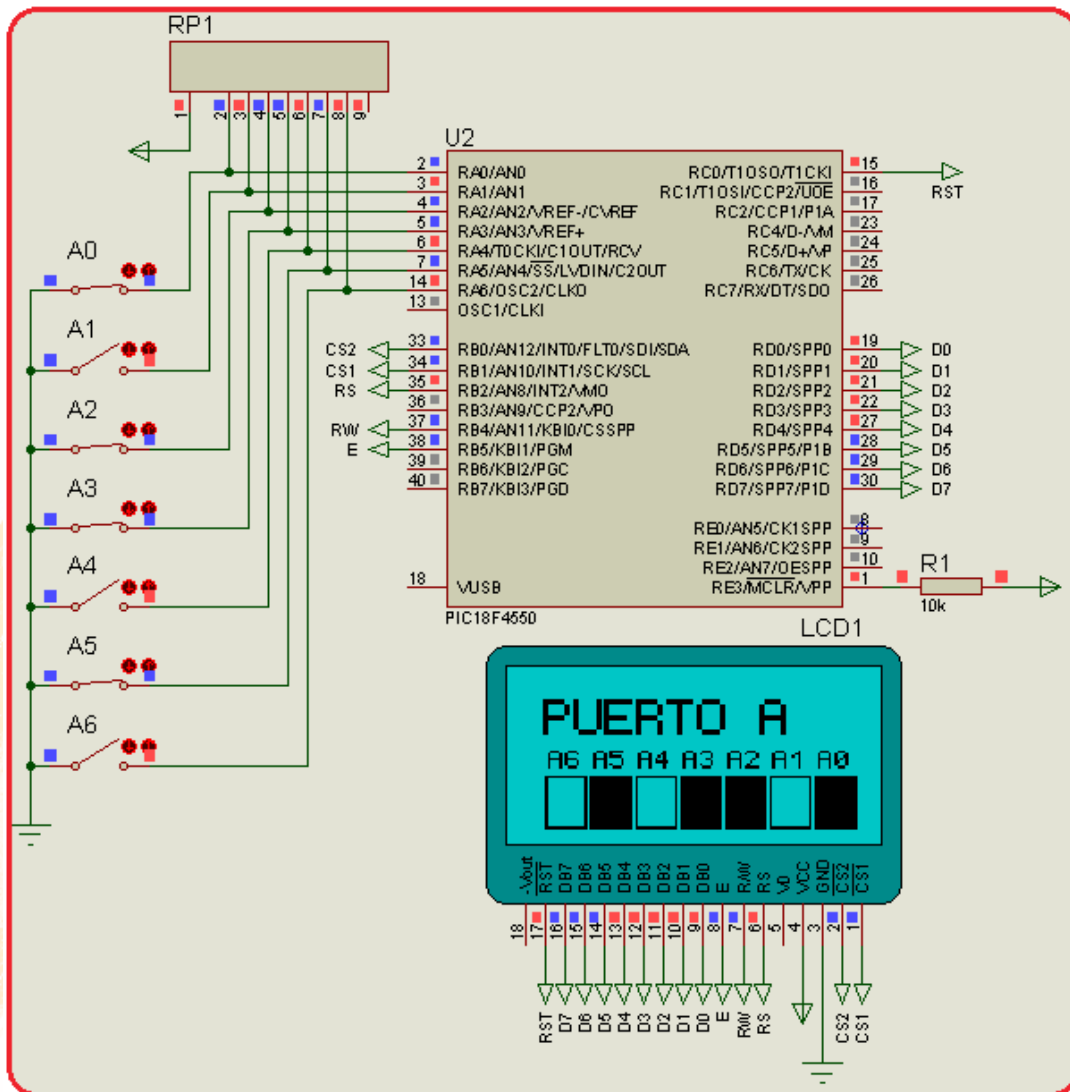 RP1
1 2 3 4 5 6 7 8 9
U2
2 RA0/AN0
3 RA1/AN1
4 RA2/AN2/VREF-/CVREF
5 RA3/AN3/VREF+
6 RA4/T0CKI/C1OUT/RCV
7 RA5/AN4/SS/LVDIN/C2OUT
14 RA6/OSC2/CLKO
13 OSC1/CLKI
CS2 33 RB0/AN12/INT0/FLT0/SDI/SDA
CS1 34 RB1/AN10/INT1/SCK/SCL
RS 35 RB2/AN8/INT2/VMO
36 RB3/AN9/CCP2/VPO
RW 37 RB4/AN11/KBI0/CSSPP
E 38 RB5/KBI1/PGM
39 RB6/KBI2/PGC
40 RB7/KBI3/PGD
18 VUSB
RC0/T1OSO/T1CKI 15 RST
RC1/T1OSI/CCP2/UOE 16
RC2/CCP1/P1A 17
RC4/D-/VM 23
RC5/D+/VP 24
RC6/TX/CK 25
RC7/RX/DT/SDO 26
RD0/SPP0 19 D0
RD1/SPP1 20 D1
RD2/SPP2 21 D2
RD3/SPP3 22 D3
RD4/SPP4 27 D4
RD5/SPP5/P1B 28 D5
RD6/SPP6/P1C 29 D6
RD7/SPP7/P1D 30 D7
RE0/AN5/CK1SPP 8
RE1/AN6/CK2SPP 9
RE2/AN7/OESPP 10
RE3/MCLR/VPP 1
R1
10k
PIC18F4550
A0
A1
A2
A3
A4
A5
A6
LCD1
PUERTO A
A6 A5 A4 A3 A2 A1 A0
-Vout RST DB7 DB6 DB5 DB4 DB3 DB2 DB1 DB0 E R/W RS V0 VCC GND CS2 CS1
18 17 16 15 14 13 12 11 10 9 8 7 6 5 4 3 2 1
RST D7 D6 D5 D4 D3 D2 D1 D0 E RW RS CS2 CS1